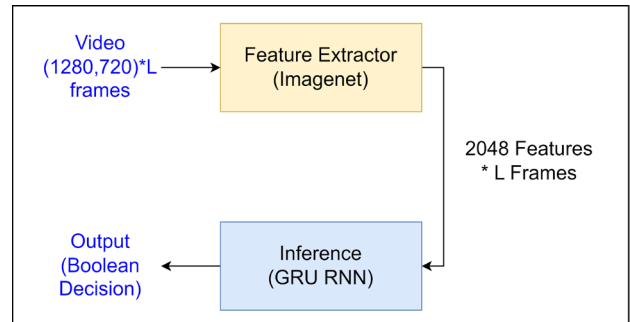 Video
(1280,720)*L
frames
Feature Extractor
(Imagenet)
2048 Features
* L Frames
Output
(Boolean
Decision)
Inference
(GRU RNN)